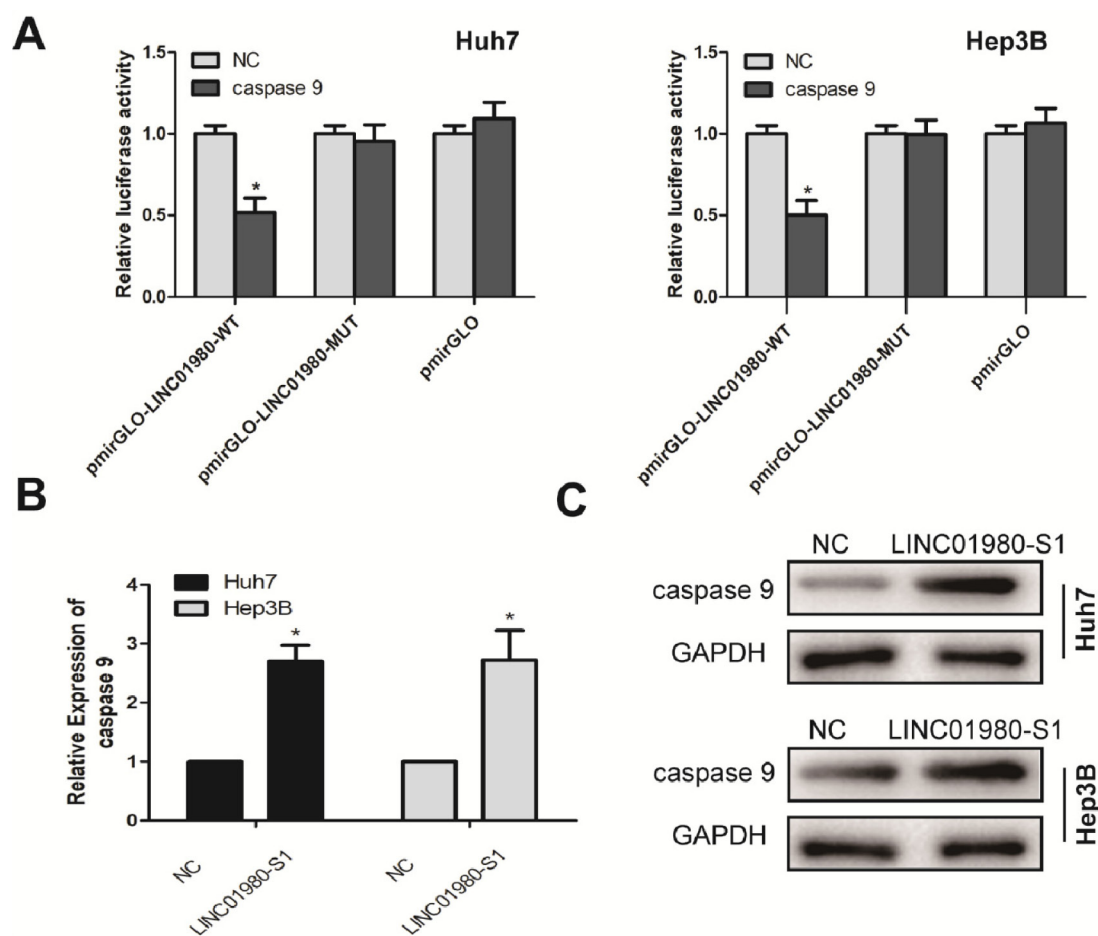 A
Huh7
NC
caspase 9
Relative luciferase activity
1.5
1.0
0.5
0.0
*
pmirGLO-LINC01980-WT
pmirGLO-LINC01980-MUT
pmirGLO
Hep3B
NC
caspase 9
Relative luciferase activity
1.5
1.0
0.5
0.0
*
pmirGLO-LINC01980-WT
pmirGLO-LINC01980-MUT
pmirGLO
B
Huh7
Hep3B
Relative Expression of
caspase 9
4
3
2
1
0
*
*
NC
LINC01980-S1
NC
LINC01980-S1
C
NC LINC01980-S1
caspase 9
GAPDH
Huh7
NC LINC01980-S1
caspase 9
GAPDH
Hep3B